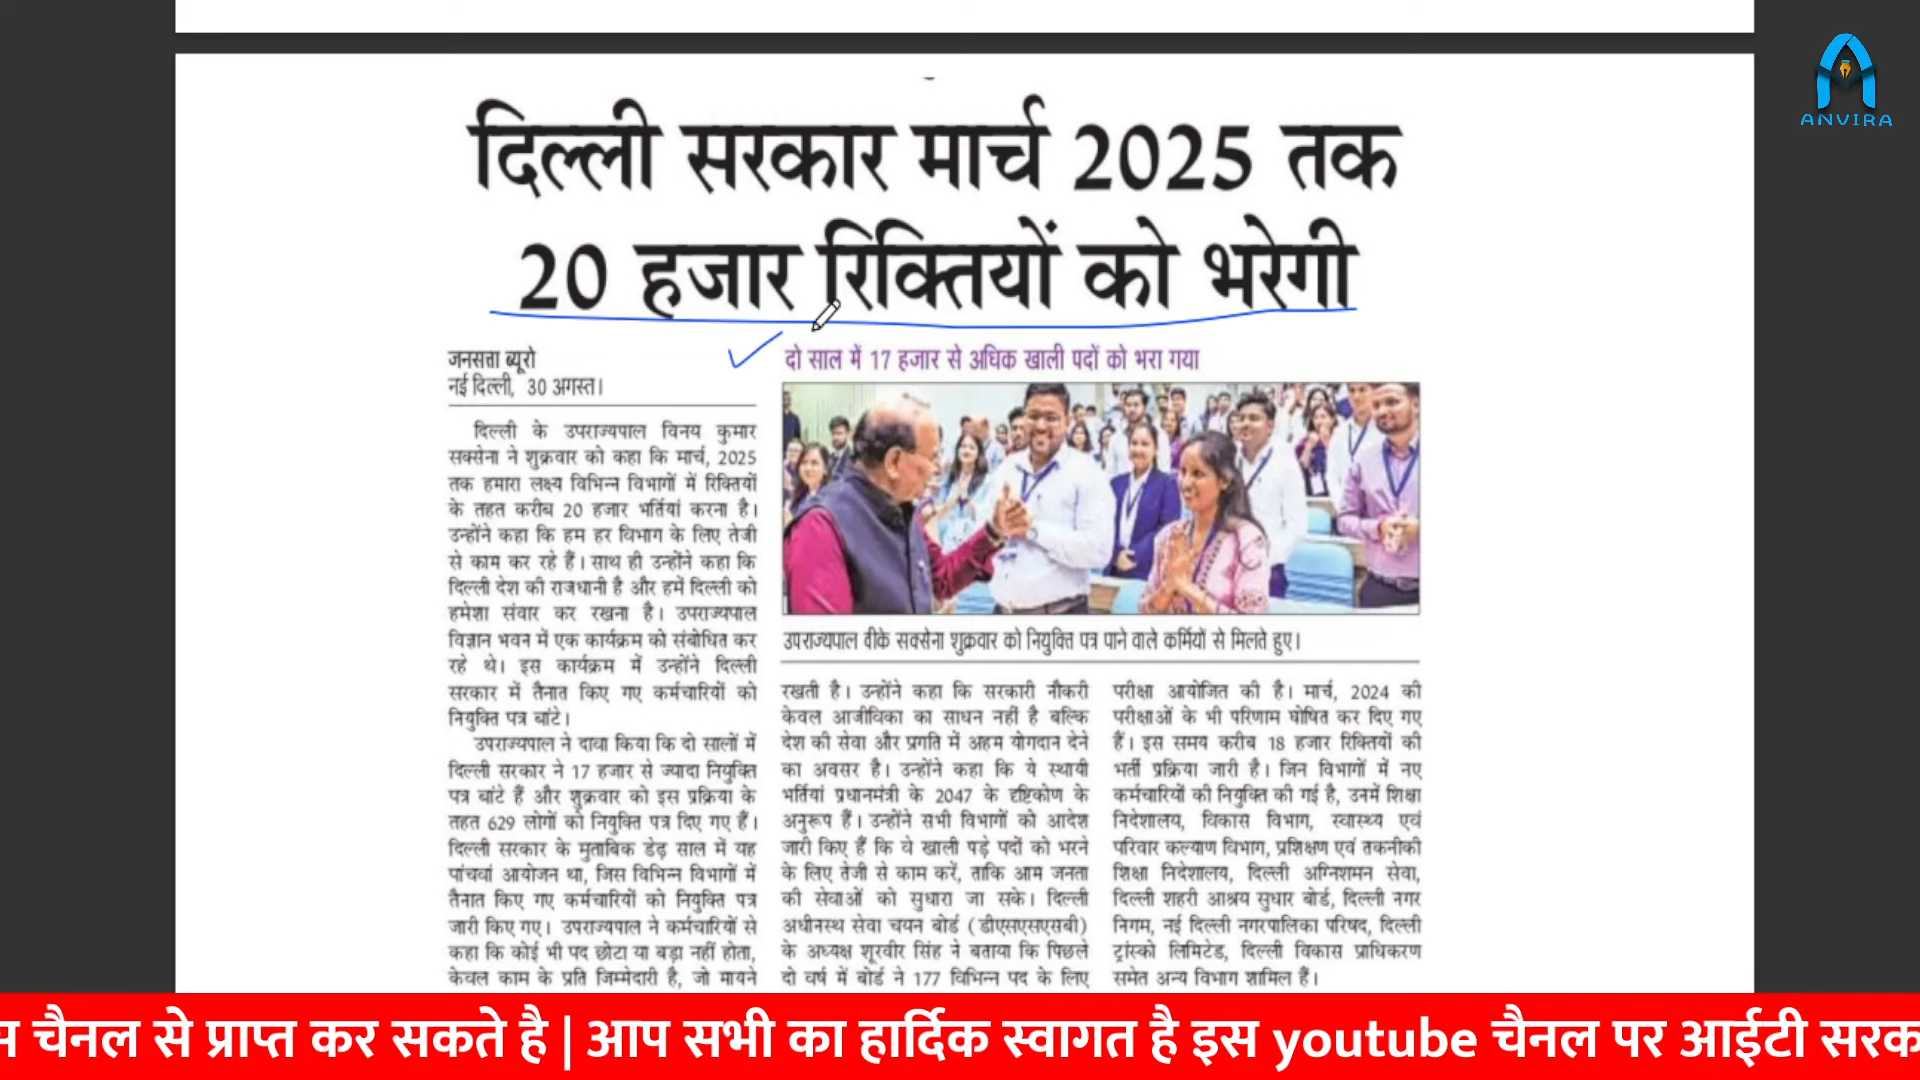 दिल्ली सरकार मार्च 2025 तक
20 हजार रिक्तियों को भरेगी
जनसत्ता ब्यूरो
नई दिल्ली, 30 अगस्त।
दिल्ली के उपराज्यपाल विनय कुमार
सक्सेना ने शुक्रवार को कहा कि मार्च, 2025
तक हमारा लक्ष्य विभिन्न विभागों में रिक्तियों
के तहत करीब 20 हजार भर्तियां करना है।
उन्होंने कहा कि हम हर विभाग के लिए तेजी
से काम कर रहे हैं। साथ ही उन्होंने कहा कि
दिल्ली देश की राजधानी है और हमें दिल्ली को
हमेशा संवार कर रखना है। उपराज्यपाल
विज्ञान भवन में एक कार्यक्रम को संबोधित कर
रहे थे। इस कार्यक्रम में उन्होंने दिल्ली
सरकार में तैनात किए गए कर्मचारियों को
नियुक्ति पत्र बांटे।
उपराज्यपाल ने दावा किया कि दो सालों में
दिल्ली सरकार ने 17 हजार से ज्यादा नियुक्ति
पत्र बांटे हैं और शुक्रवार को इस प्रक्रिया के
तहत 629 लोगों को नियुक्ति पत्र दिए गए हैं।
दिल्ली सरकार के मुताबिक डेढ़ साल में यह
पांचवां आयोजन था, जिस विभिन्न विभागों में
तैनात किए गए कर्मचारियों को नियुक्ति पत्र
जारी किए गए। उपराज्यपाल ने कर्मचारियों से
कहा कि कोई भी पद छोटा या बड़ा नहीं होता,
केवल काम के प्रति जिम्मेदारी है, जो मायने
दो साल में 17 हजार से अधिक खाली पदों को भरा गया
उपराज्यपाल वीके सक्सेना शुक्रवार को नियुक्ति पत्र पाने वाले कर्मियों से मिलते हुए।
रखती है। उन्होंने कहा कि सरकारी नौकरी
केवल आजीविका का साधन नहीं है बल्कि
देश की सेवा और प्रगति में अहम योगदान देने
का अवसर है। उन्होंने कहा कि ये स्थायी
भर्तियां प्रधानमंत्री के 2047 के दृष्टिकोण के
अनुरूप हैं। उन्होंने सभी विभागों को आदेश
जारी किए हैं कि वे खाली पड़े पदों को भरने
के लिए तेजी से काम करें, ताकि आम जनता
की सेवाओं को सुधारा जा सके। दिल्ली
अधीनस्थ सेवा चयन बोर्ड (डीएसएसएसबी)
के अध्यक्ष शूरवीर सिंह ने बताया कि पिछले
दो वर्ष में बोर्ड ने 177 विभिन्न पद के लिए
परीक्षा आयोजित की है। मार्च, 2024 की
परीक्षाओं के भी परिणाम घोषित कर दिए गए
हैं। इस समय करीब 18 हजार रिक्तियों की
भर्ती प्रक्रिया जारी है। जिन विभागों में नए
कर्मचारियों की नियुक्ति की गई है, उनमें शिक्षा
निदेशालय, विकास विभाग, स्वास्थ्य एवं
परिवार कल्याण विभाग, प्रशिक्षण एवं तकनीकी
शिक्षा निदेशालय, दिल्ली अग्निशमन सेवा,
दिल्ली शहरी आश्रय सुधार बोर्ड, दिल्ली नगर
निगम, नई दिल्ली नगरपालिका परिषद, दिल्ली
ट्रांस्को लिमिटेड, दिल्ली विकास प्राधिकरण
समेत अन्य विभाग शामिल हैं।
ANVIRA
चैनल से प्राप्त कर सकते है | आप सभी का हार्दिक स्वागत है इस youtube चैनल पर आईटी सरक